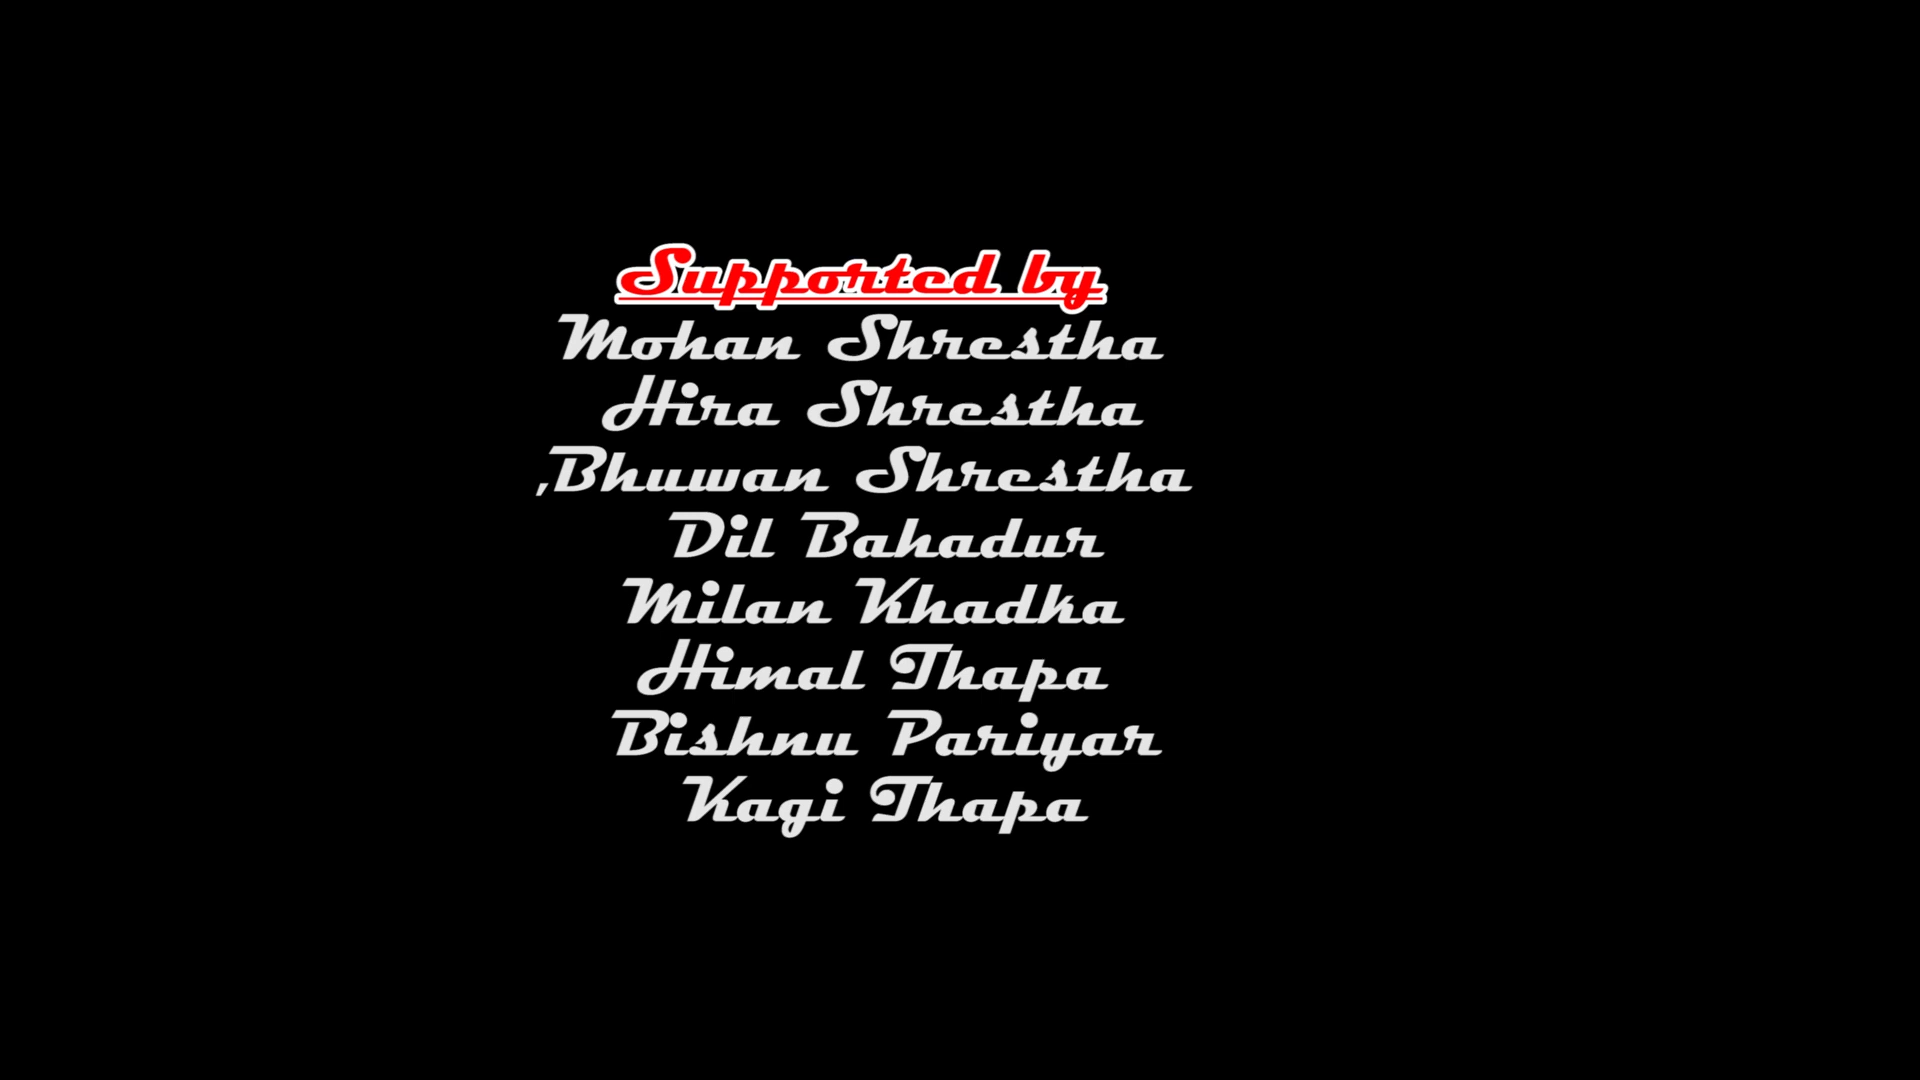 Supported by
Mohan Shrestha
Hira Shrestha
,Bhuwan Shrestha
Dil Bahadur
Milan Khadka
Himal Thapa
Bishnu Pariyar
Kagi Thapa